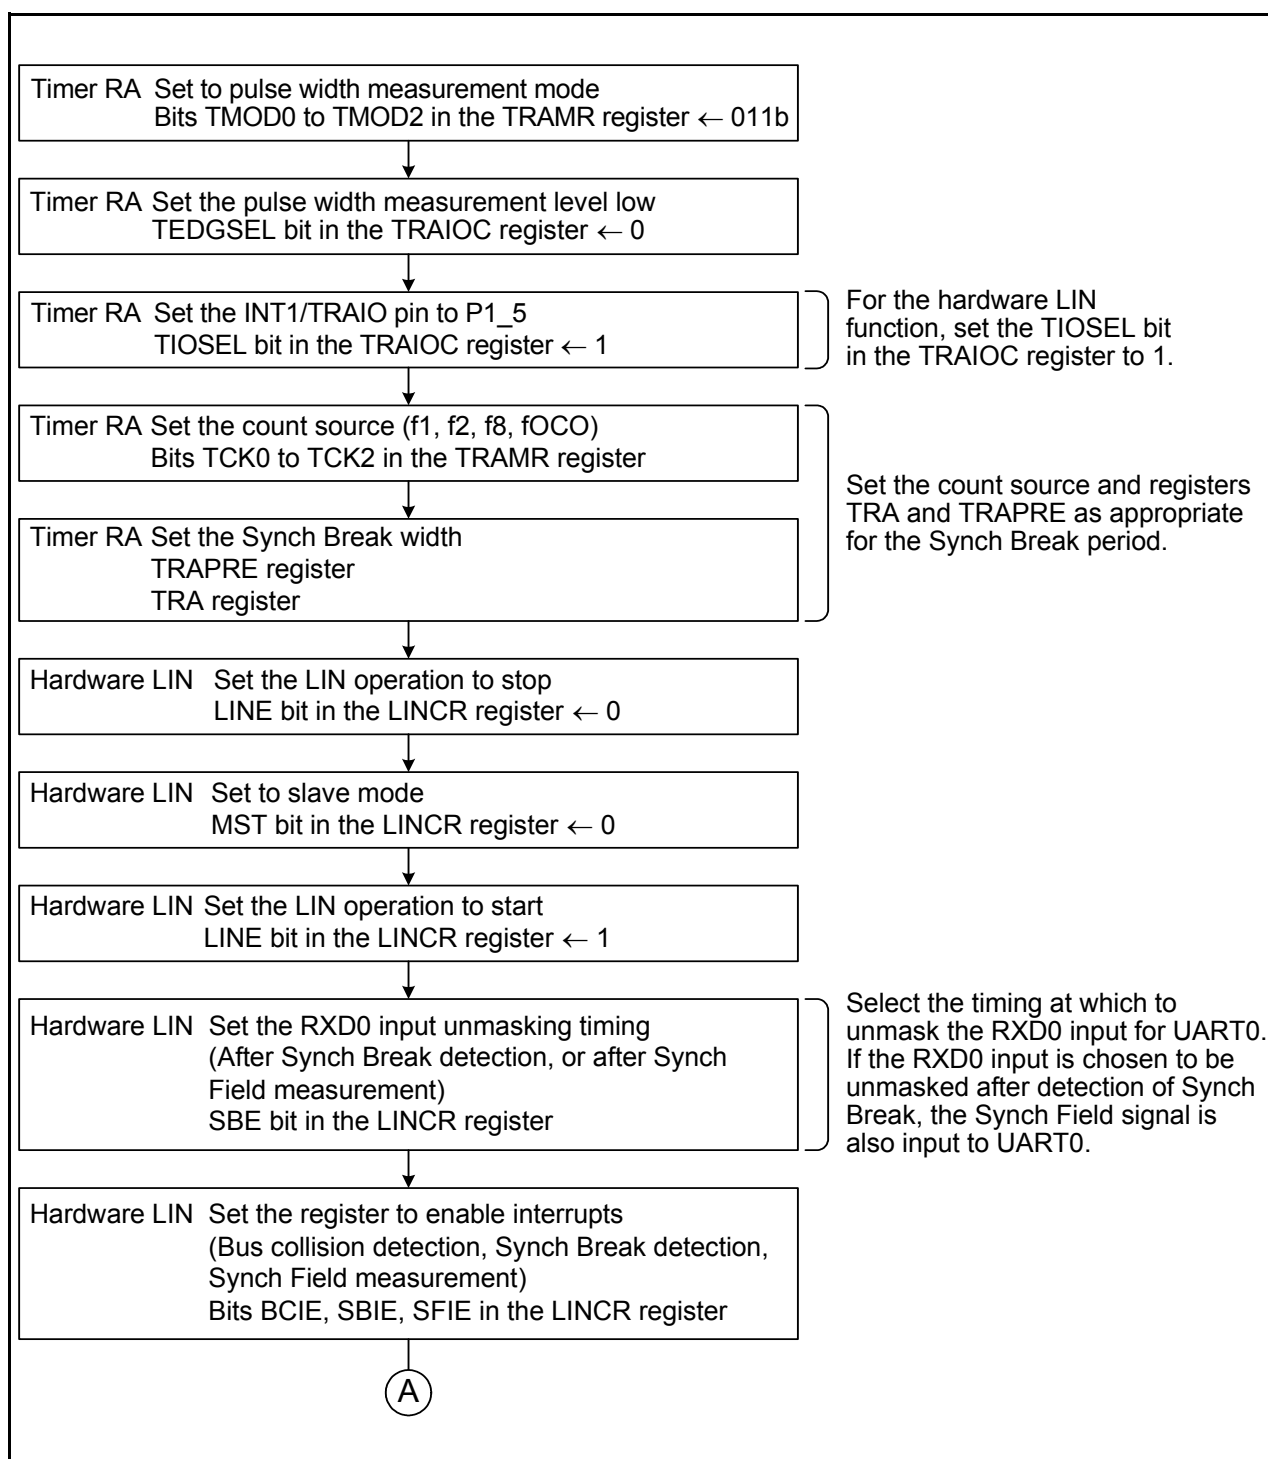 Timer RA Set to pulse width measurement mode
Bits TMOD0 to TMOD2 in the TRAMR register ← 011b
Timer RA Set the pulse width measurement level low
TEDGSEL bit in the TRAIOC register ← 0
Timer RA Set the INT1/TRAIO pin to P1_5
TIOSEL bit in the TRAIOC register ← 1
For the hardware LIN
function, set the TIOSEL bit
in the TRAIOC register to 1.
Timer RA Set the count source (f1, f2, f8, fOCO)
Bits TCK0 to TCK2 in the TRAMR register
Timer RA Set the Synch Break width
TRAPRE register
TRA register
Set the count source and registers
TRA and TRAPRE as appropriate
for the Synch Break period.
Hardware LIN Set the LIN operation to stop
LINE bit in the LINCR register ← 0
Hardware LIN Set to slave mode
MST bit in the LINCR register ← 0
Hardware LIN Set the LIN operation to start
LINE bit in the LINCR register ← 1
Hardware LIN Set the RXD0 input unmasking timing
(After Synch Break detection, or after Synch
Field measurement)
SBE bit in the LINCR register
Select the timing at which to
unmask the RXD0 input for UART0.
If the RXD0 input is chosen to be
unmasked after detection of Synch
Break, the Synch Field signal is
also input to UART0.
Hardware LIN Set the register to enable interrupts
(Bus collision detection, Synch Break detection,
Synch Field measurement)
Bits BCIE, SBIE, SFIE in the LINCR register
A